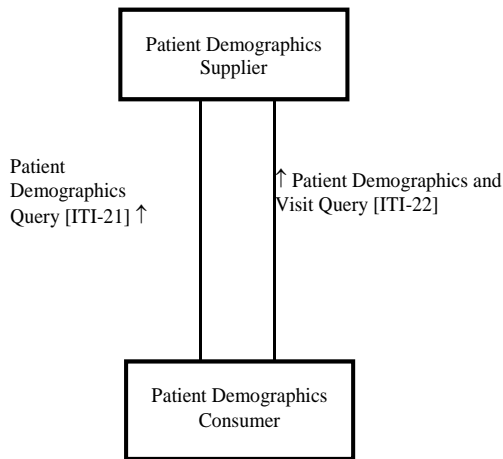 Patient Demographics
Supplier
Patient
Demographics
Query [ITI-21] ↑
↑ Patient Demographics and
Visit Query [ITI-22]
Patient Demographics
Consumer